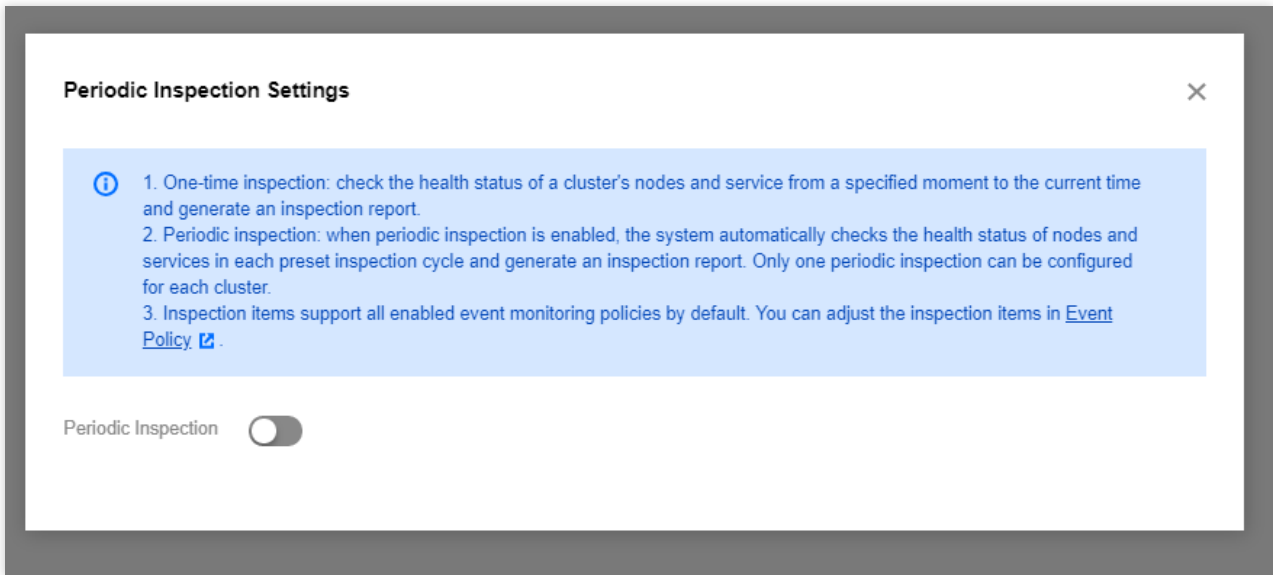 Periodic Inspection Settings
1. One-time inspection: check the health status of a cluster's nodes and service from a specified moment to the current time
and generate an inspection report.
2. Periodic inspection: when periodic inspection is enabled, the system automatically checks the health status of nodes and
services in each preset inspection cycle and generate an inspection report. Only one periodic inspection can be configured
for each cluster.
3. Inspection items support all enabled event monitoring policies by default. You can adjust the inspection items in Event
Policy .
Periodic Inspection